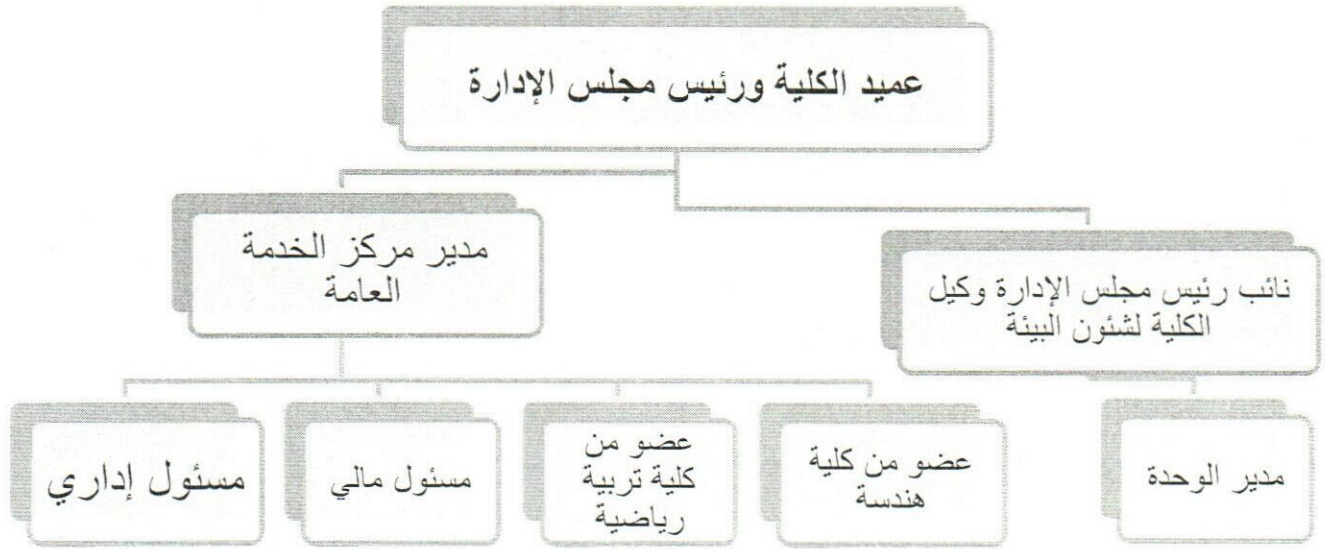 عميد الكلية ورئيس مجلس الإدارة
نائب رئيس مجلس الإدارة وكيل
الكلية لشئون البيئة
مدير مركز الخدمة
العامة
مدير الوحدة
عضو من كلية
هندسة
عضو من
كلية تربية
رياضية
مسئول مالي
مسئول إداري